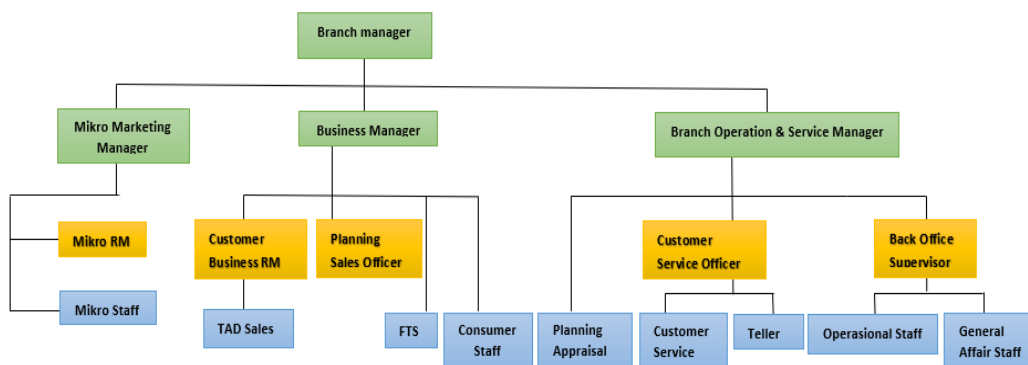 Branch manager
Mikro Marketing
Manager
Business Manager
Branch Operation & Service Manager
Mikro RM
Customer
Business RM
Planning
Sales Officer
Customer
Service Officer
Back Office
Supervisor
Mikro Staff
TAD Sales
FTS
Consumer
Staff
Planning
Appraisal
Customer
Service
Teller
Operasional Staff
General
Affair Staff